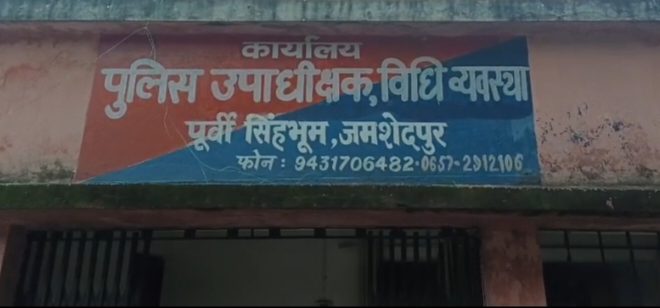 कार्यालय
पुलिस उपाधीक्षक, विधि व्यवस्था
पूर्वी सिंहभूम, जमशेदपुर
फोन : 9431706482-0657-2912106